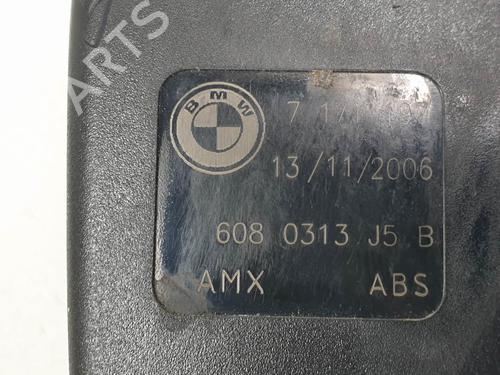 ARTS
BMW
13/11/2006
608 0313 J5 B
AMX ABS